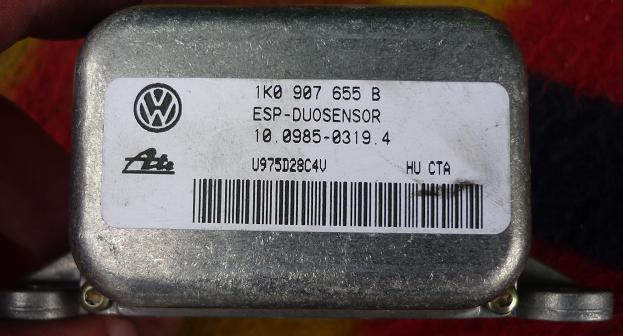 1K0 907 655 B
ESP-DUOSENSOR
10.0985-0319.4
Ate
U975D28C4V HU CTA